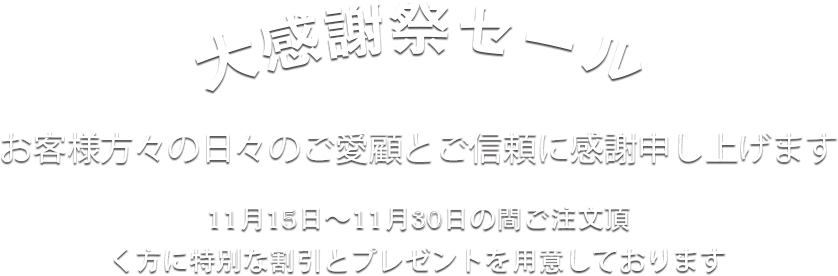 大感謝祭セール
お客様方々の日々のご愛顧とご信頼に感謝申し上げます
11月15日～11月30日の間ご注文頂
く方に特別な割引とプレゼントを用意しております